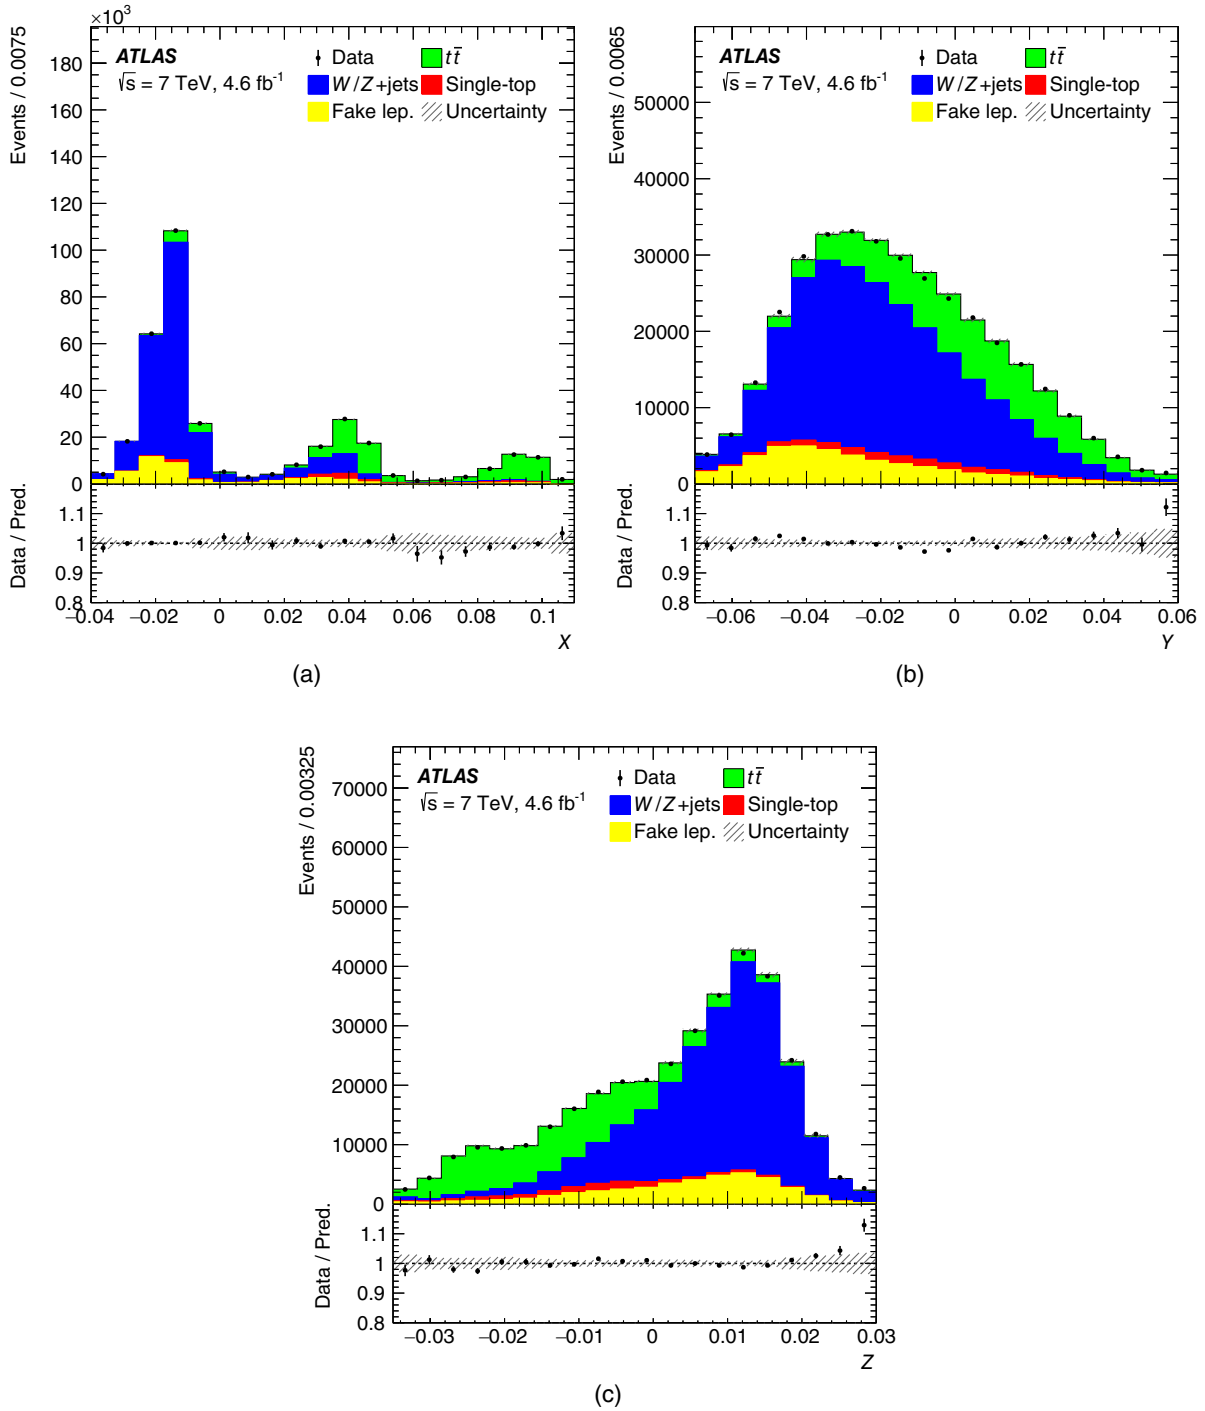 ×10³
Events / 0.0075
180
160
140
120
100
80
60
40
20
0
ATLAS
√s = 7 TeV, 4.6 fb⁻¹
Data
tt̄
W/Z+jets
Single-top
Fake lep.
Uncertainty
Data / Pred.
1.1
1
0.9
0.8
−0.04 −0.02 0 0.02 0.04 0.06 0.08 0.1
X
(a)
Events / 0.0065
50000
40000
30000
20000
10000
0
ATLAS
√s = 7 TeV, 4.6 fb⁻¹
Data
tt̄
W/Z+jets
Single-top
Fake lep.
Uncertainty
Data / Pred.
1.1
1
0.9
0.8
−0.06 −0.04 −0.02 0 0.02 0.04 0.06
Y
(b)
Events / 0.00325
70000
60000
50000
40000
30000
20000
10000
0
ATLAS
√s = 7 TeV, 4.6 fb⁻¹
Data
tt̄
W/Z+jets
Single-top
Fake lep.
Uncertainty
Data / Pred.
1.1
1
0.9
0.8
−0.03 −0.02 −0.01 0 0.01 0.02 0.03
Z
(c)